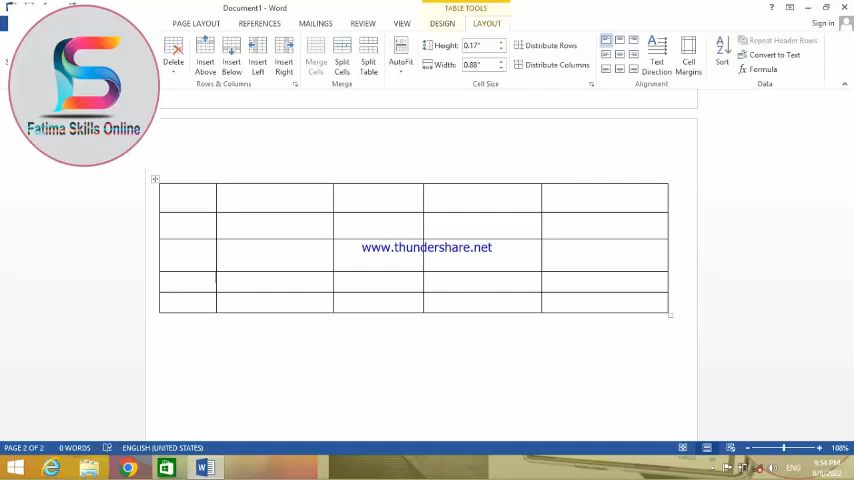 Document1 - Word
TABLE TOOLS
PAGE LAYOUT REFERENCES MAILINGS REVIEW VIEW DESIGN LAYOUT
Sign in
Delete
Insert Above
Insert Below
Insert Left
Insert Right
Rows & Columns
Merge Cells
Split Cells
Split Table
Merge
AutoFit
Height: 0.17"
Width: 0.88"
Distribute Rows
Distribute Columns
Cell Size
Text Direction
Cell Margins
Alignment
Sort
Repeat Header Rows
Convert to Text
Formula
Data
Fatima Skills Online
www.thundershare.net
PAGE 2 OF 2 0 WORDS ENGLISH (UNITED STATES) 108%
ENG
9:54 PM
8/8/2022